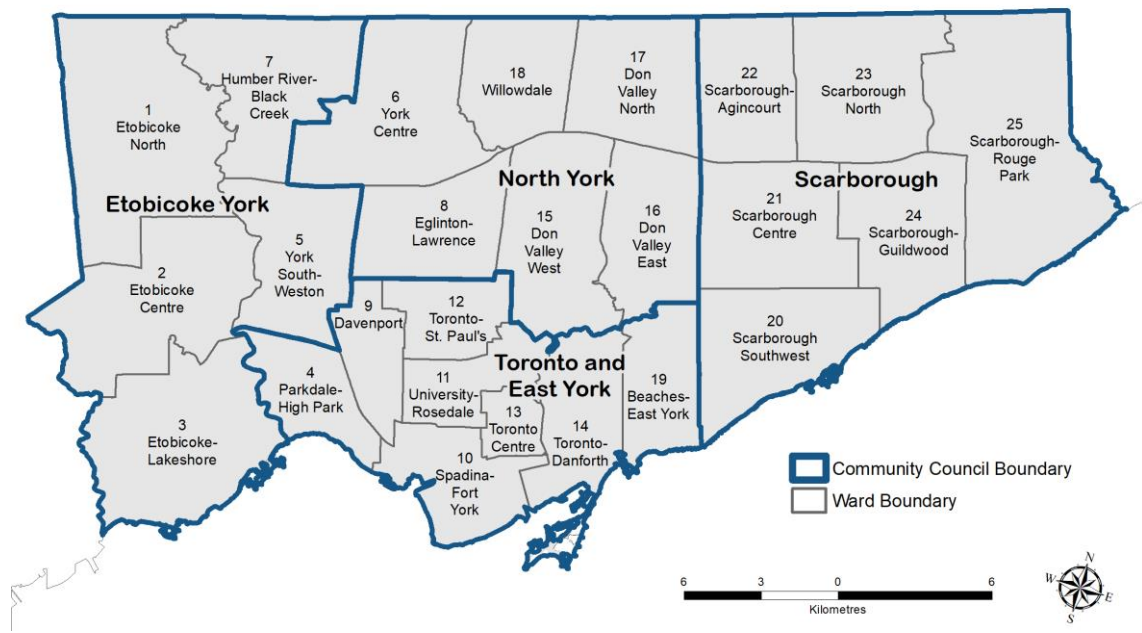 1
Etobicoke
North
7
Humber River-
Black
Creek
6
York
Centre
18
Willowdale
17
Don
Valley
North
22
Scarborough-
Agincourt
23
Scarborough
North
25
Scarborough-
Rouge
Park
Etobicoke York
North York
Scarborough
2
Etobicoke
Centre
5
York
South-
Weston
8
Eglinton-
Lawrence
15
Don
Valley
West
16
Don
Valley
East
21
Scarborough
Centre
24
Scarborough-
Guildwood
9
Davenport
12
Toronto-
St. Paul's
20
Scarborough
Southwest
Toronto and
East York
3
Etobicoke-
Lakeshore
4
Parkdale-
High Park
11
University-
Rosedale
13
Toronto
Centre
19
Beaches-
East York
10
Spadina-
Fort
York
14
Toronto-
Danforth
Community Council Boundary
Ward Boundary
6 3 0 6
Kilometres
N
W E
S